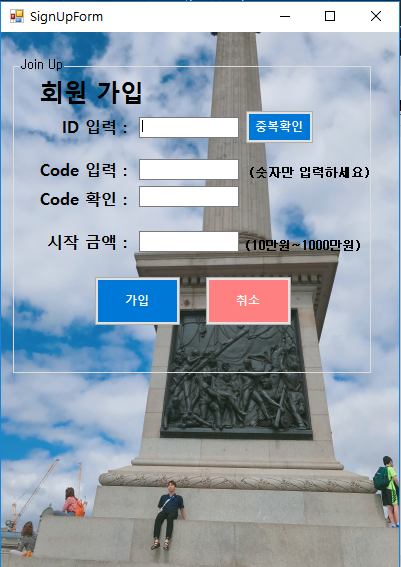 SignUpForm
Join Up
회원 가입
ID 입력 : 중복확인
Code 입력 : (숫자만 입력하세요)
Code 확인 :
시작 금액 : (10만원~1000만원)
가입 취소